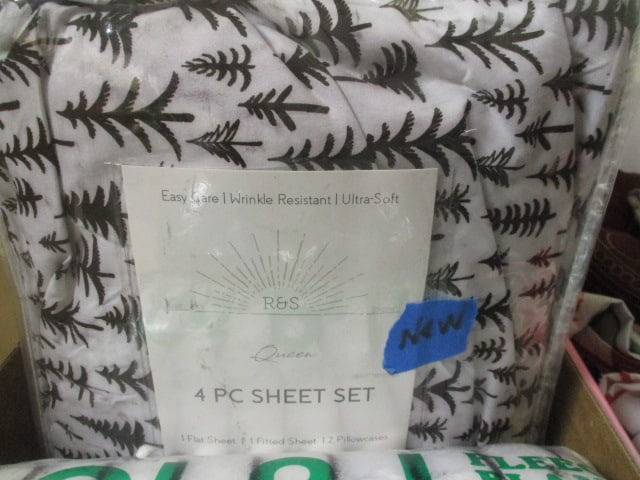 Easy Care | Wrinkle Resistant | Ultra-Soft
R&S
Queen
NEW
4 PC SHEET SET
1 Flat Sheet | 1 Fitted Sheet | 2 Pillowcases